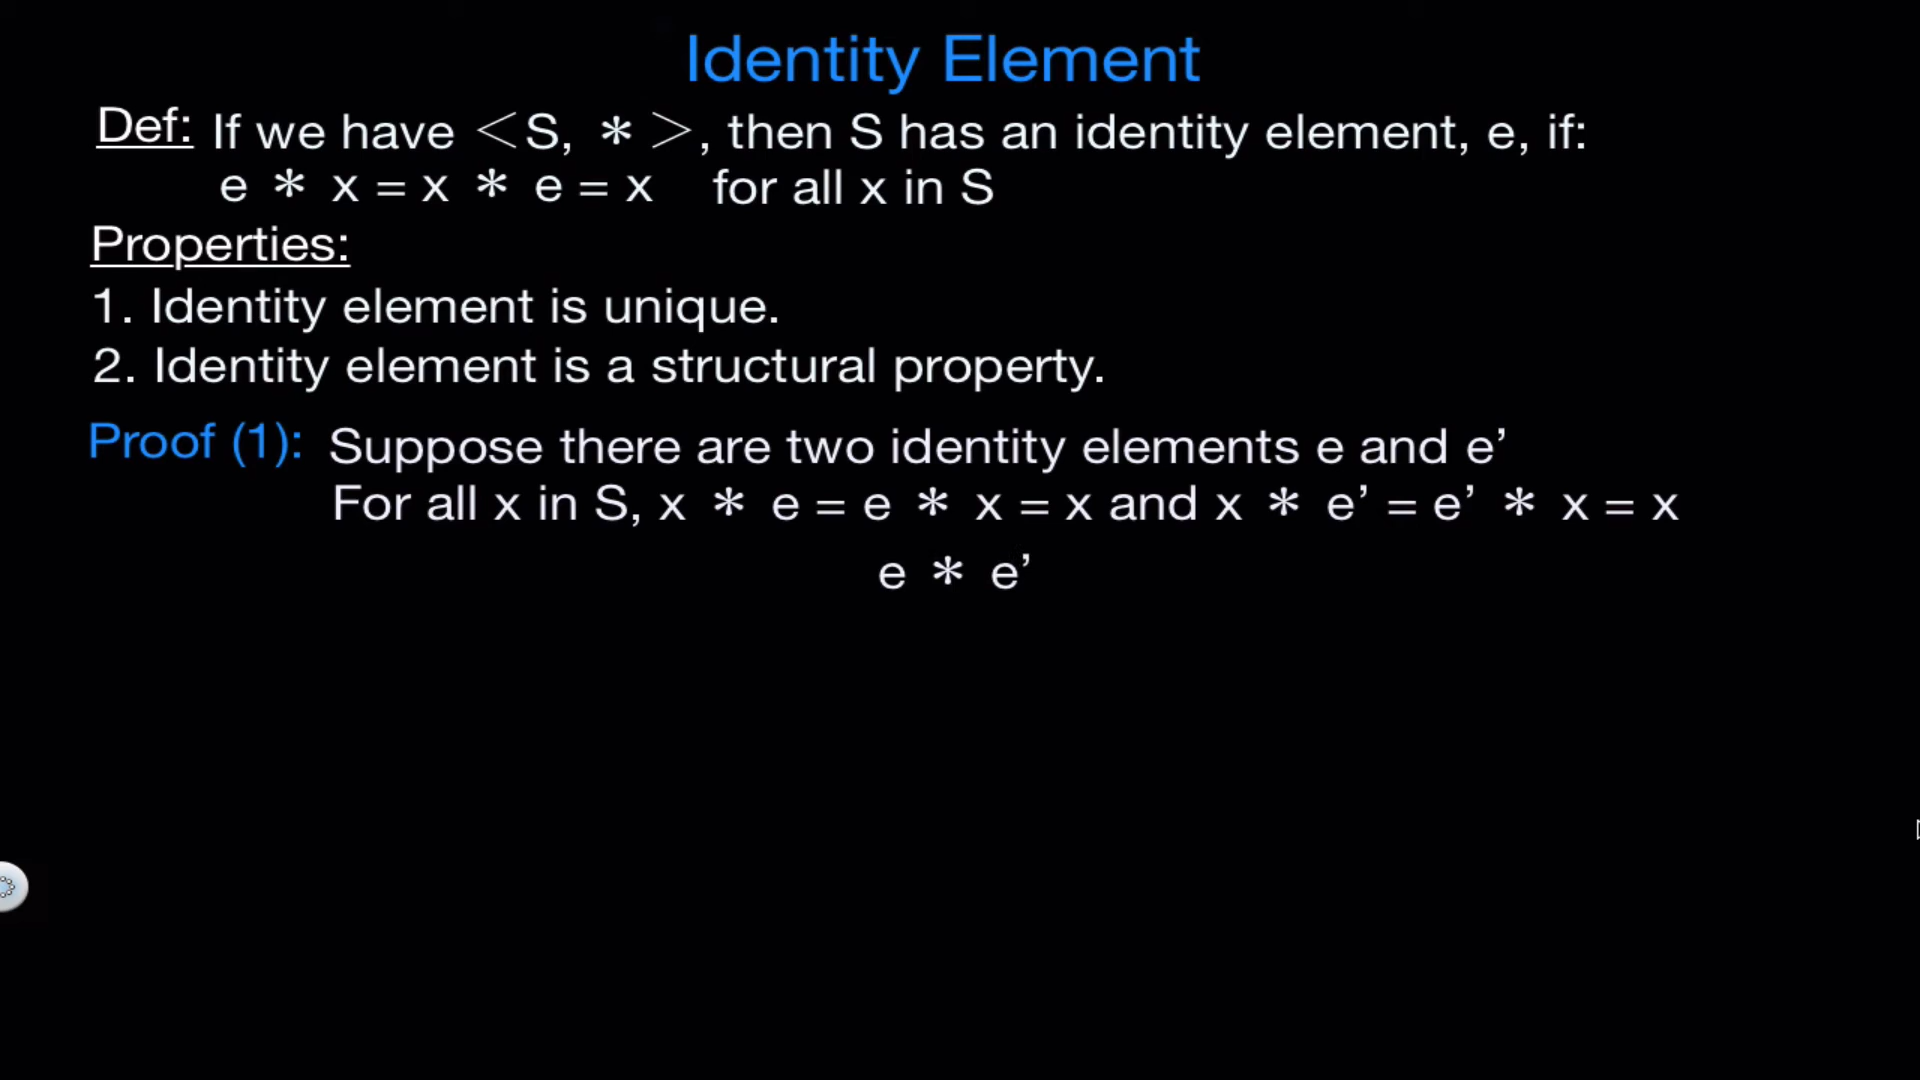 Identity Element
Def: If we have <S, *>, then S has an identity element, e, if:
e * x = x * e = x for all x in S
Properties:
1. Identity element is unique.
2. Identity element is a structural property.
Proof (1): Suppose there are two identity elements e and e’
For all x in S, x * e = e * x = x and x * e’ = e’ * x = x
e * e’